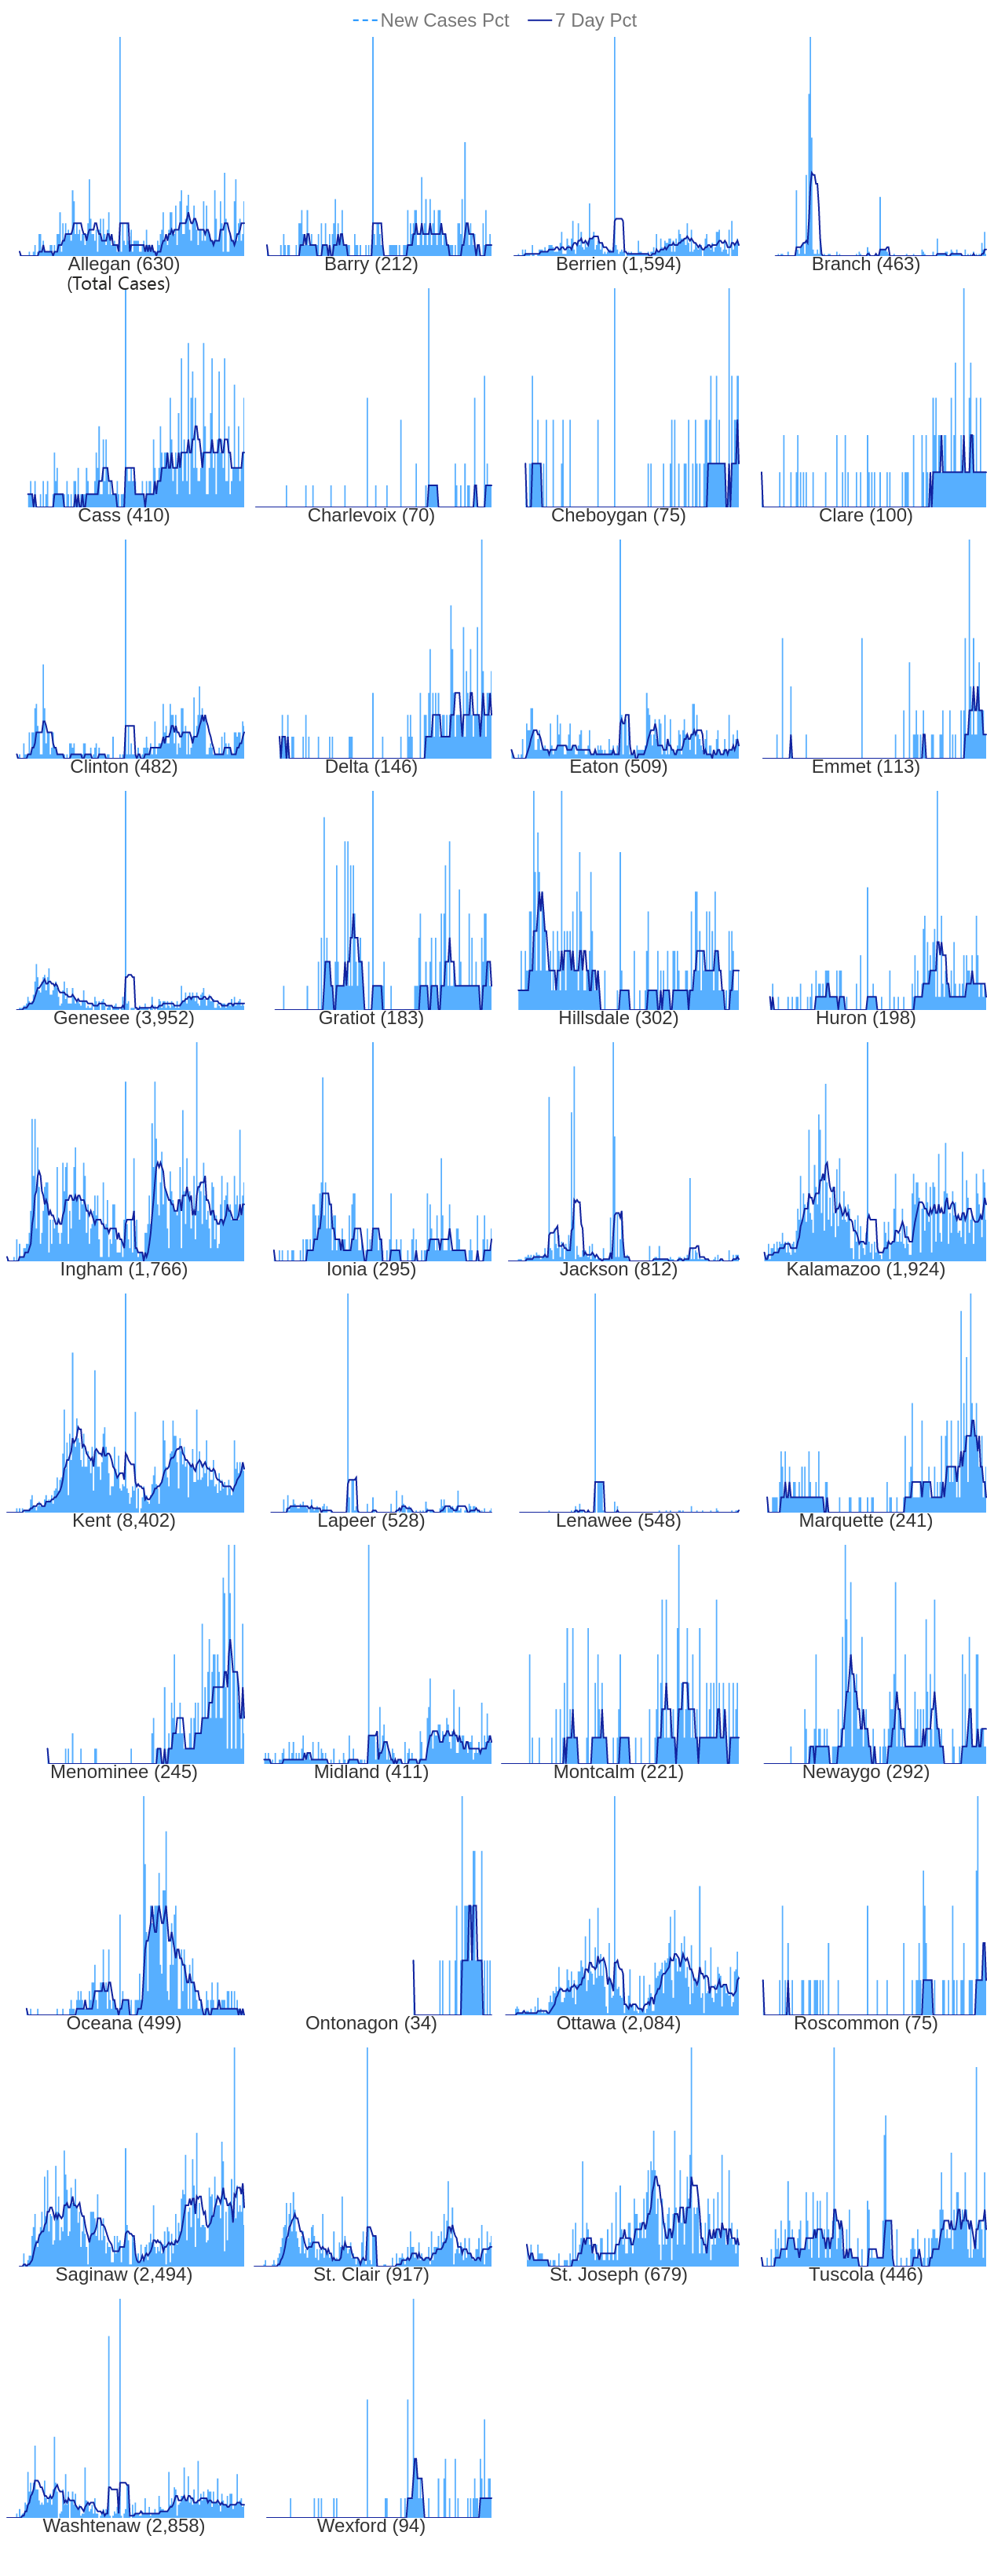 New Cases Pct 7 Day Pct
Allegan (630) Barry (212) Berrien (1,594) Branch (463)
(Total Cases)
Cass (410) Charlevoix (70) Cheboygan (75) Clare (100)
Clinton (482) Delta (146) Eaton (509) Emmet (113)
Genesee (3,952) Gratiot (183) Hillsdale (302) Huron (198)
Ingham (1,766) Ionia (295) Jackson (812) Kalamazoo (1,924)
Kent (8,402) Lapeer (528) Lenawee (548) Marquette (241)
Menominee (245) Midland (411) Montcalm (221) Newaygo (292)
Oceana (499) Ontonagon (34) Ottawa (2,084) Roscommon (75)
Saginaw (2,494) St. Clair (917) St. Joseph (679) Tuscola (446)
Washtenaw (2,858) Wexford (94)